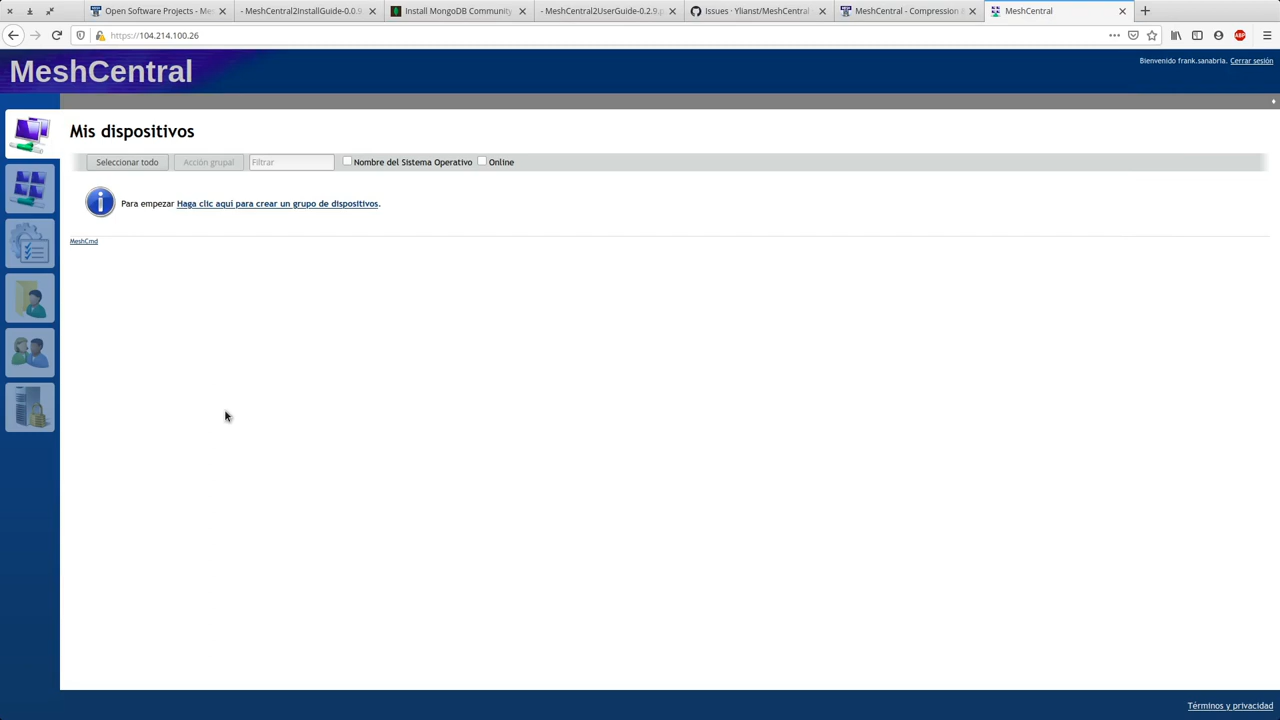 Open Software Projects - Mes
- MeshCentral2InstallGuide-0.0.9
Install MongoDB Community
- MeshCentral2UserGuide-0.2.9.p
Issues · Ylianst/MeshCentral
MeshCentral - Compression &
MeshCentral
https://104.214.100.26
ABP
MeshCentral
Bienvenido frank.sanabria. Cerrar sesión
Mis dispositivos
Seleccionar todo
Acción grupal
Filtrar
Nombre del Sistema Operativo
Online
Para empezar Haga clic aquí para crear un grupo de dispositivos.
MeshCmd
Términos y privacidad